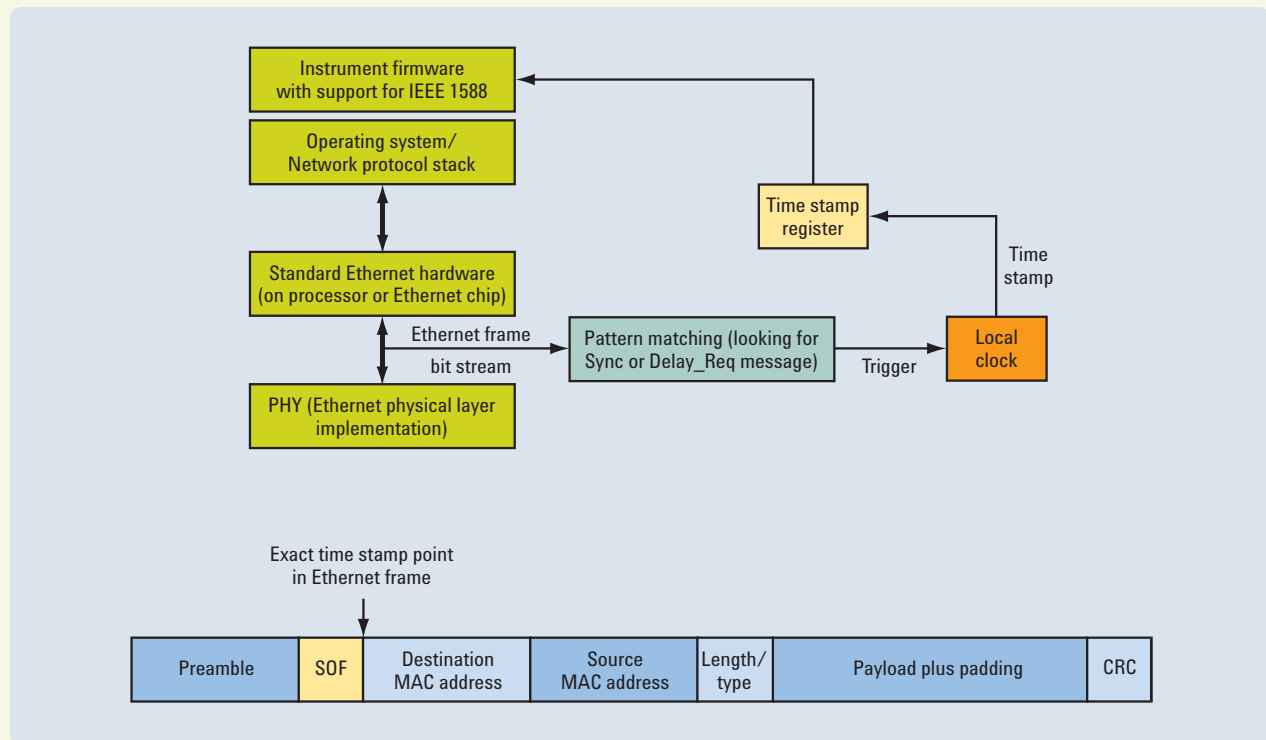 Instrument firmware
with support for IEEE 1588
Operating system/
Network protocol stack
Time stamp
register
Standard Ethernet hardware
(on processor or Ethernet chip)
Time
stamp
Ethernet frame
bit stream
Pattern matching (looking for
Sync or Delay_Req message)
Trigger
Local
clock
PHY (Ethernet physical layer
implementation)
Exact time stamp point
in Ethernet frame
Preamble
SOF
Destination
MAC address
Source
MAC address
Length/
type
Payload plus padding
CRC